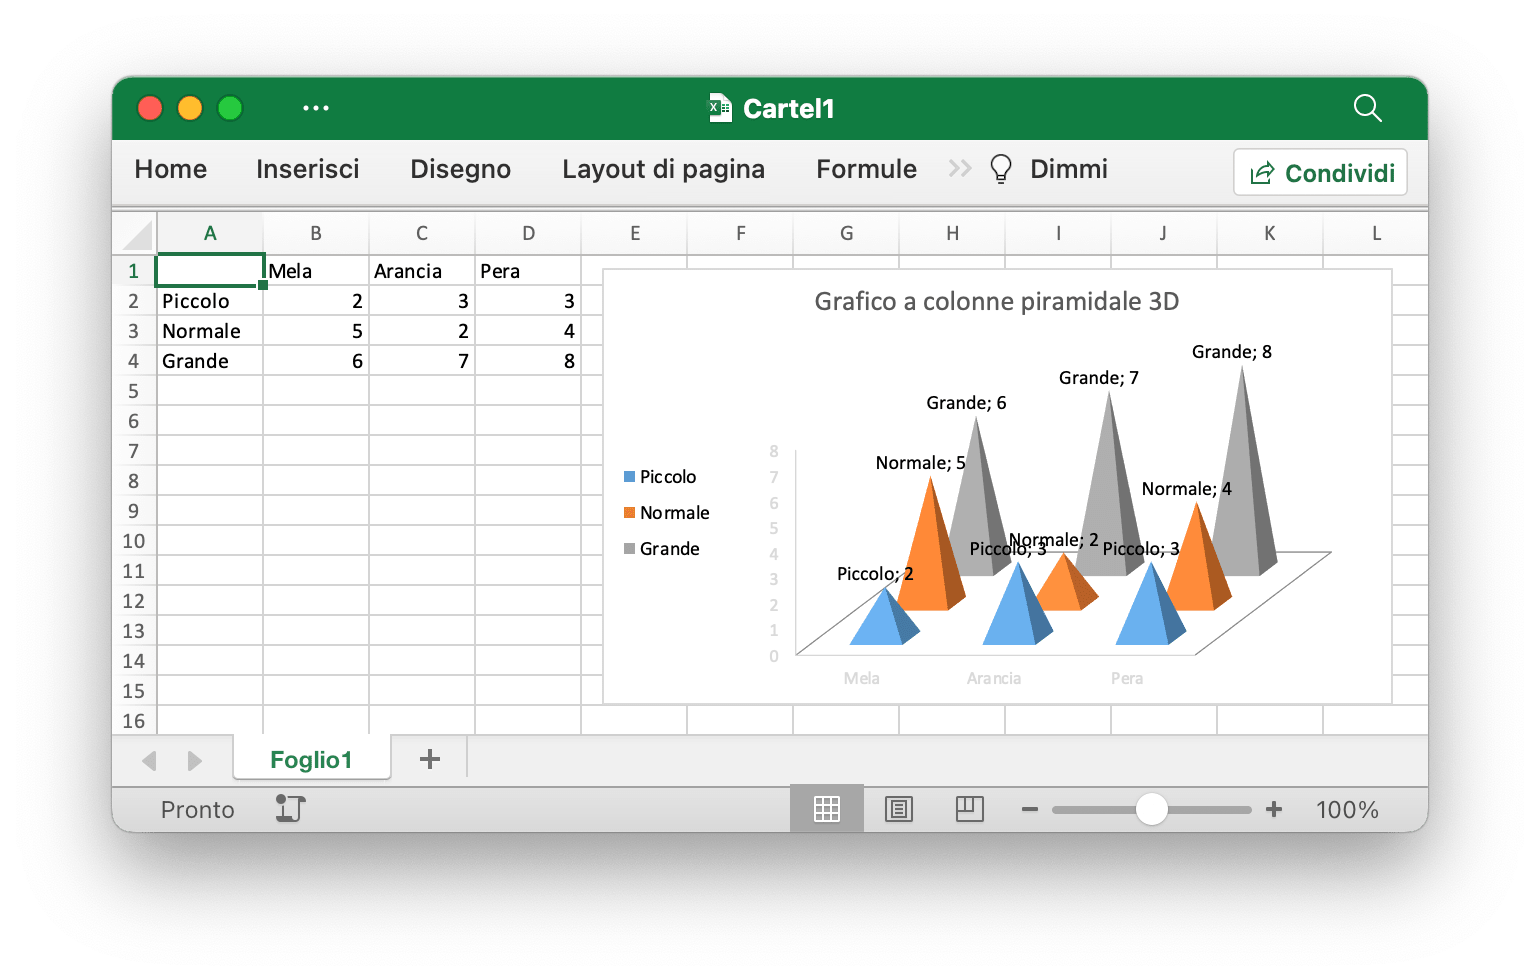 ··· Cartel1
Home Inserisci Disegno Layout di pagina Formule >> Dimmi Condividi
A B C D E F G H I J K L
1 Mela Arancia Pera
2 Piccolo 2 3 3
3 Normale 5 2 4
4 Grande 6 7 8
5
6
7
8
9
10
11
12
13
14
15
16
Grafico a colonne piramidale 3D
Grande; 8
Grande; 7
Grande; 6
Normale; 5
Normale; 4
Normale; 2
Piccolo; 3
Piccolo; 3
Piccolo; 2
Piccolo
Normale
Grande
8
7
6
5
4
3
2
1
0
Mela Arancia Pera
Foglio1 +
Pronto 100%